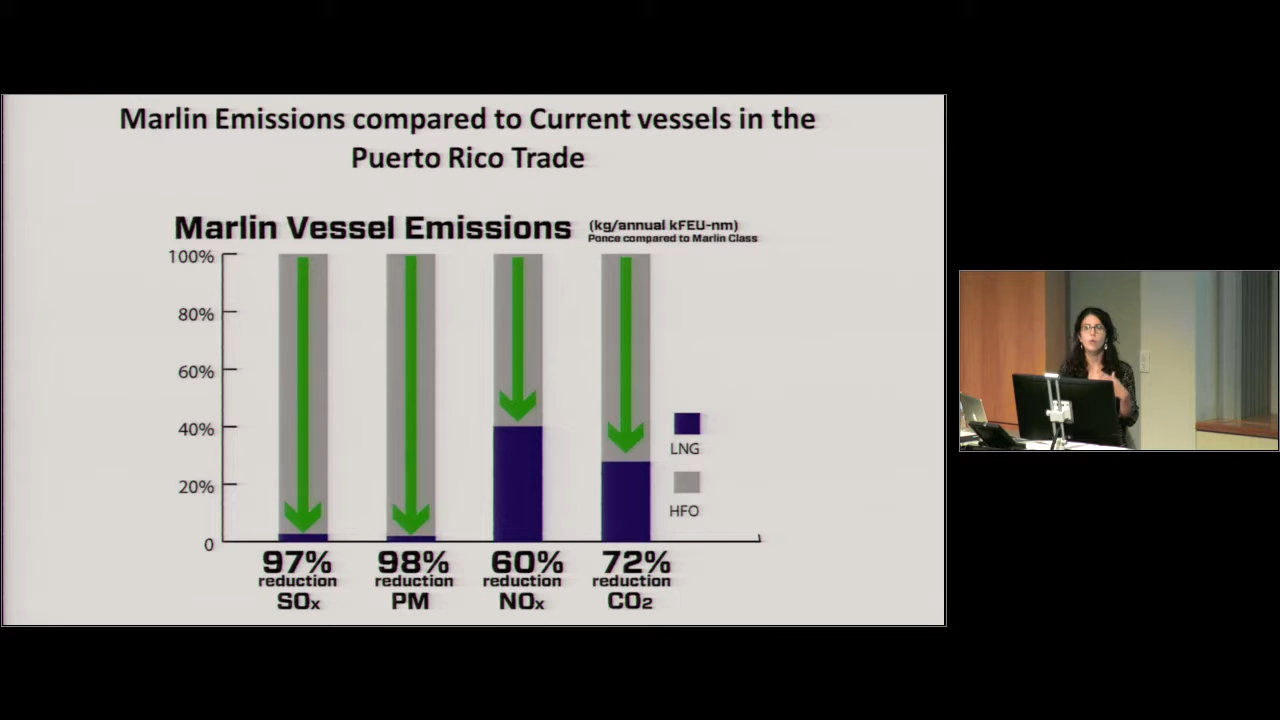 Marlin Emissions compared to Current vessels in the
Puerto Rico Trade
Marlin Vessel Emissions (kg/annual kFEU-nm)
Ponce compared to Marlin Class
100%
80%
60%
40%
20%
0
LNG
HFO
97% 98% 60% 72%
reduction reduction reduction reduction
SOx PM NOx CO2